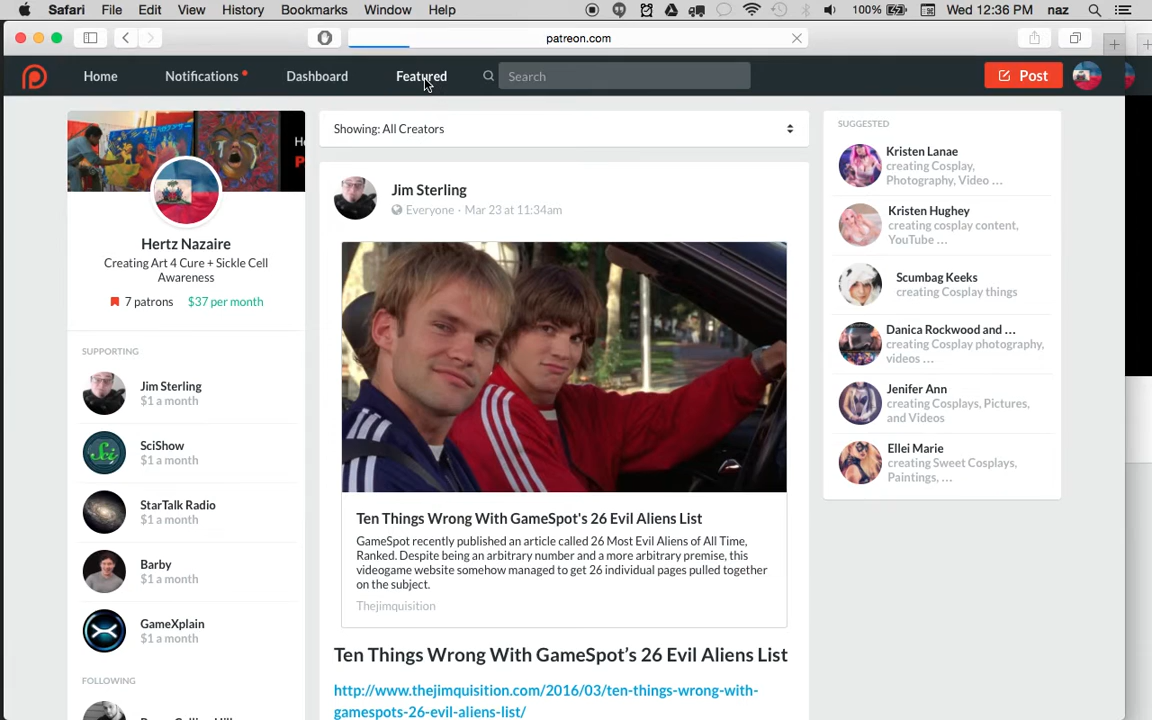 Safari File Edit View History Bookmarks Window Help 100% Wed 12:36 PM naz
patreon.com
Home Notifications Dashboard Featured Search Post
Hertz Nazaire
Creating Art 4 Cure + Sickle Cell
Awareness
7 patrons $37 per month
SUPPORTING
Jim Sterling
$1 a month
SciShow
$1 a month
StarTalk Radio
$1 a month
Barby
$1 a month
GameXplain
$1 a month
FOLLOWING
Showing: All Creators
Jim Sterling
Everyone · Mar 23 at 11:34am
Ten Things Wrong With GameSpot's 26 Evil Aliens List
GameSpot recently published an article called 26 Most Evil Aliens of All Time,
Ranked. Despite being an arbitrary number and a more arbitrary premise, this
videogame website somehow managed to get 26 individual pages pulled together
on the subject.
Thejimquisition
Ten Things Wrong With GameSpot’s 26 Evil Aliens List
http://www.thejimquisition.com/2016/03/ten-things-wrong-with-
gamespots-26-evil-aliens-list/
SUGGESTED
Kristen Lanae
creating Cosplay,
Photography, Video ...
Kristen Hughey
creating cosplay content,
YouTube ...
Scumbag Keeks
creating Cosplay things
Danica Rockwood and ...
creating Cosplay photography,
videos ...
Jenifer Ann
creating Cosplays, Pictures,
and Videos
Ellei Marie
creating Sweet Cosplays,
Paintings, ...